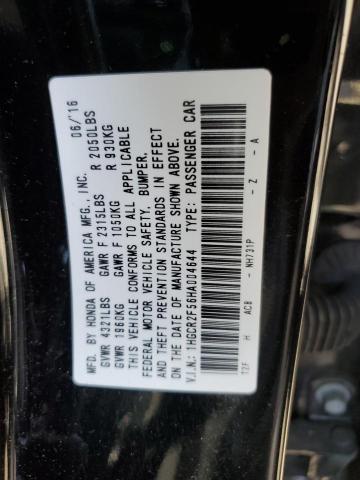 MFD. BY HONDA OF AMERICA MFG., INC. 06/'16
GVWR 4321LBS GAWR F 2315LBS R 2050LBS
GVWR 1960KG GAWR F 1050KG R 930KG
THIS VEHICLE CONFORMS TO ALL APPLICABLE
FEDERAL MOTOR VEHICLE SAFETY, BUMPER,
AND THEFT PREVENTION STANDARDS IN EFFECT
ON THE DATE OF MANUFACTURE SHOWN ABOVE.
V.I.N.: 1HGCR2F56HA004644 TYPE: PASSENGER CAR
T2F H AC8 - NH731P - Z - A